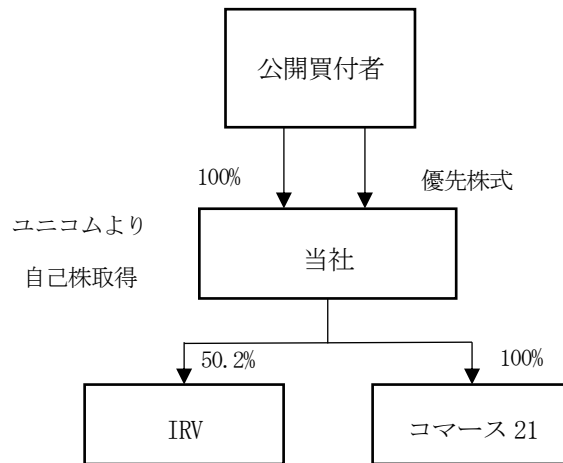 公開買付者
100%
優先株式
ユニコムより
自己株取得
当社
50.2%
100%
IRV
コマース 21